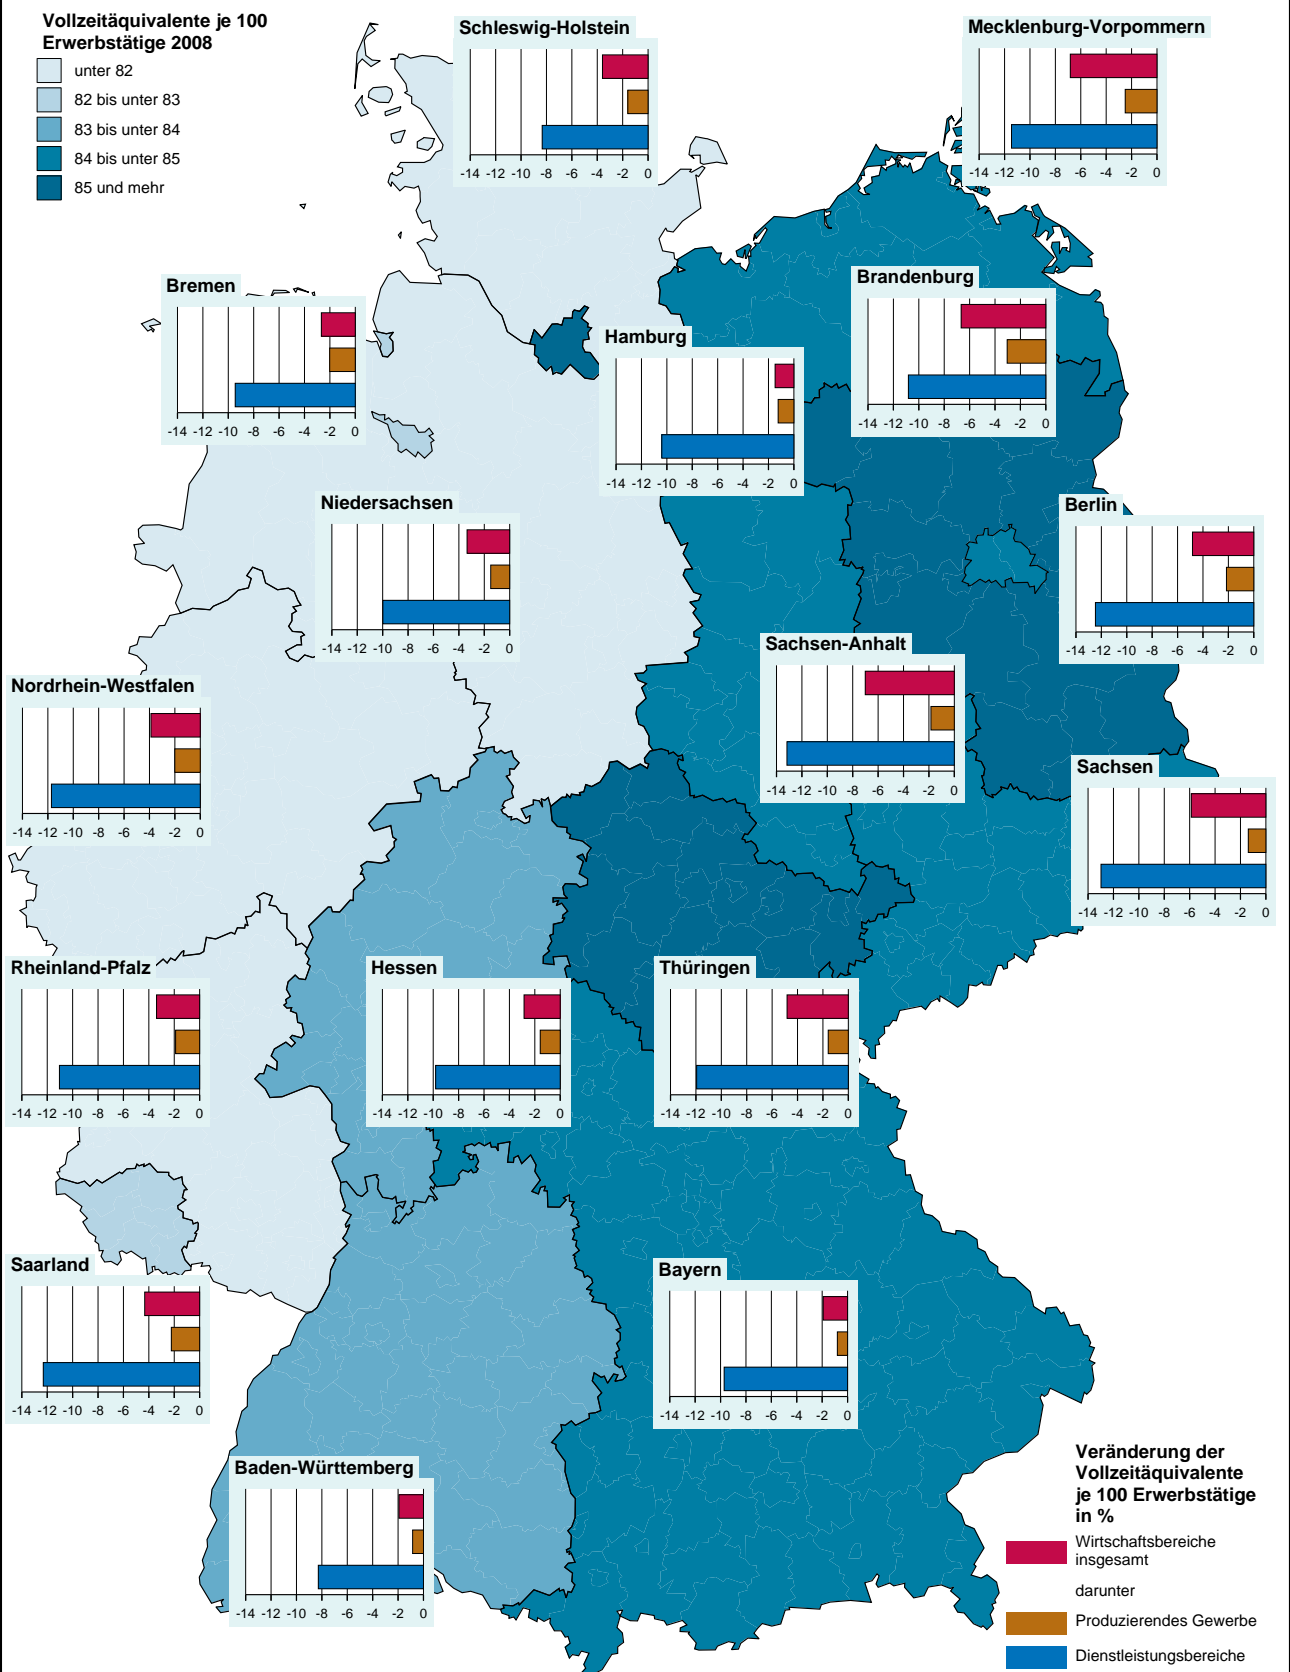 Vollzeitäquivalente je 100
Erwerbstätige 2008
unter 82
82 bis unter 83
83 bis unter 84
84 bis unter 85
85 und mehr
Schleswig-Holstein
-14 -12 -10 -8 -6 -4 -2 0
Mecklenburg-Vorpommern
-14 -12 -10 -8 -6 -4 -2 0
Bremen
-14 -12 -10 -8 -6 -4 -2 0
Hamburg
-14 -12 -10 -8 -6 -4 -2 0
Brandenburg
-14 -12 -10 -8 -6 -4 -2 0
Niedersachsen
-14 -12 -10 -8 -6 -4 -2 0
Berlin
-14 -12 -10 -8 -6 -4 -2 0
Sachsen-Anhalt
-14 -12 -10 -8 -6 -4 -2 0
Nordrhein-Westfalen
-14 -12 -10 -8 -6 -4 -2 0
Sachsen
-14 -12 -10 -8 -6 -4 -2 0
Rheinland-Pfalz
-14 -12 -10 -8 -6 -4 -2 0
Hessen
-14 -12 -10 -8 -6 -4 -2 0
Thüringen
-14 -12 -10 -8 -6 -4 -2 0
Saarland
-14 -12 -10 -8 -6 -4 -2 0
Bayern
-14 -12 -10 -8 -6 -4 -2 0
Baden-Württemberg
-14 -12 -10 -8 -6 -4 -2 0
Veränderung der
Vollzeitäquivalente
je 100 Erwerbstätige
in %
Wirtschaftsbereiche
insgesamt
darunter
Produzierendes Gewerbe
Dienstleistungsbereiche